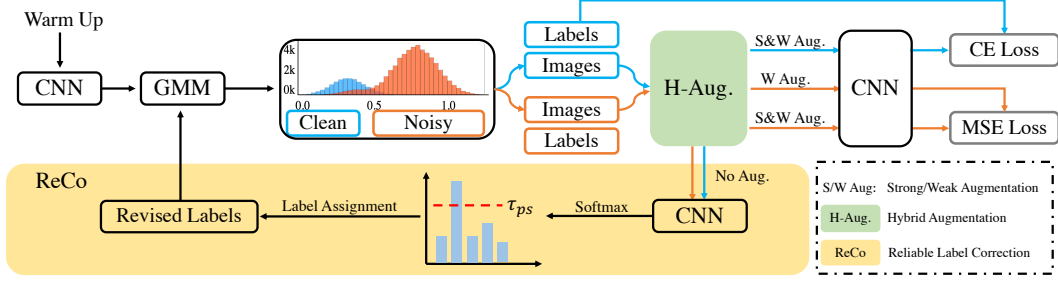 Warm Up
CNN
GMM
4k
2k
0k
0.0
0.5
1.0
Clean
Noisy
Labels
Images
Images
Labels
H-Aug.
S&W Aug.
W Aug.
S&W Aug.
CNN
CE Loss
MSE Loss
No Aug.
ReCo
Revised Labels
Label Assignment
τps
Softmax
CNN
S/W Aug: Strong/Weak Augmentation
H-Aug. Hybrid Augmentation
ReCo Reliable Label Correction